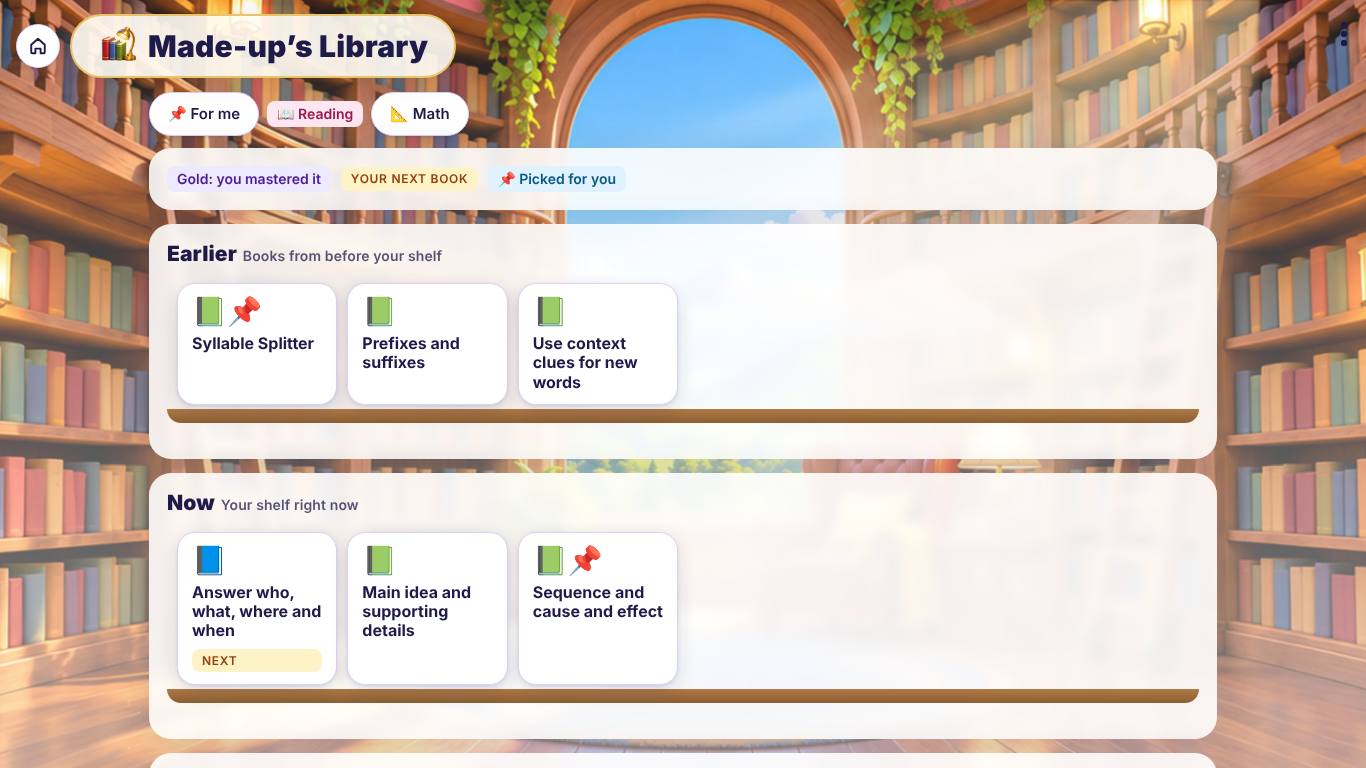 Made-up’s Library
📌 For me
📖 Reading
📐 Math
Gold: you mastered it
YOUR NEXT BOOK
📌 Picked for you
Earlier Books from before your shelf
Syllable Splitter
Prefixes and
suffixes
Use context
clues for new
words
Now Your shelf right now
Answer who,
what, where and
when
NEXT
Main idea and
supporting
details
Sequence and
cause and effect